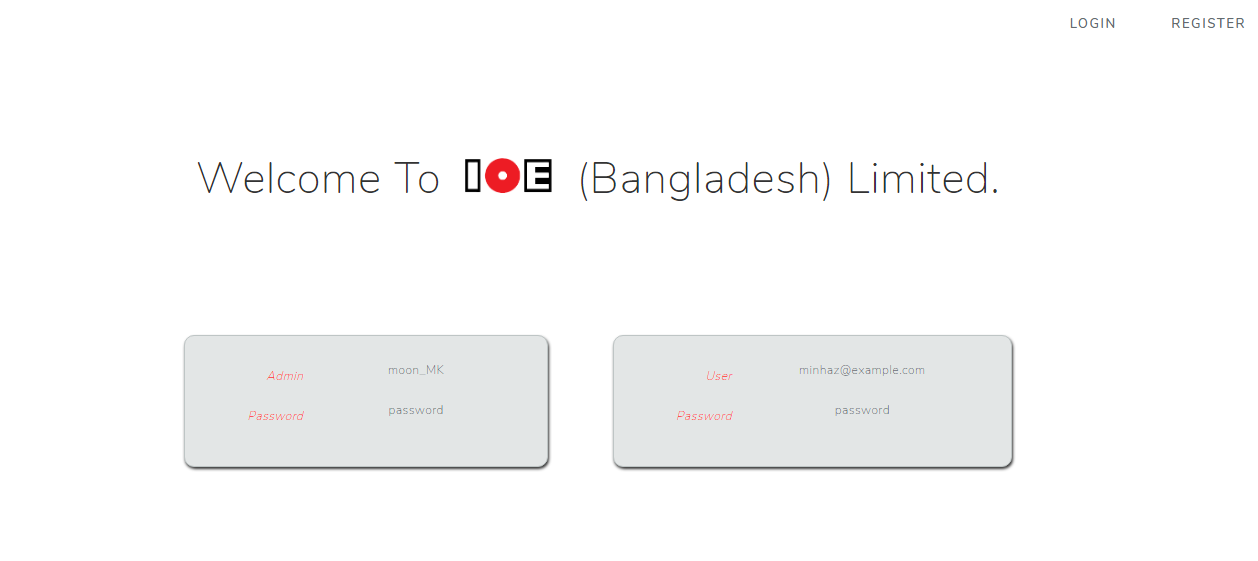 LOGIN REGISTER
Welcome To IOE (Bangladesh) Limited.
Admin moon_MK
Password password
User minhaz@example.com
Password password